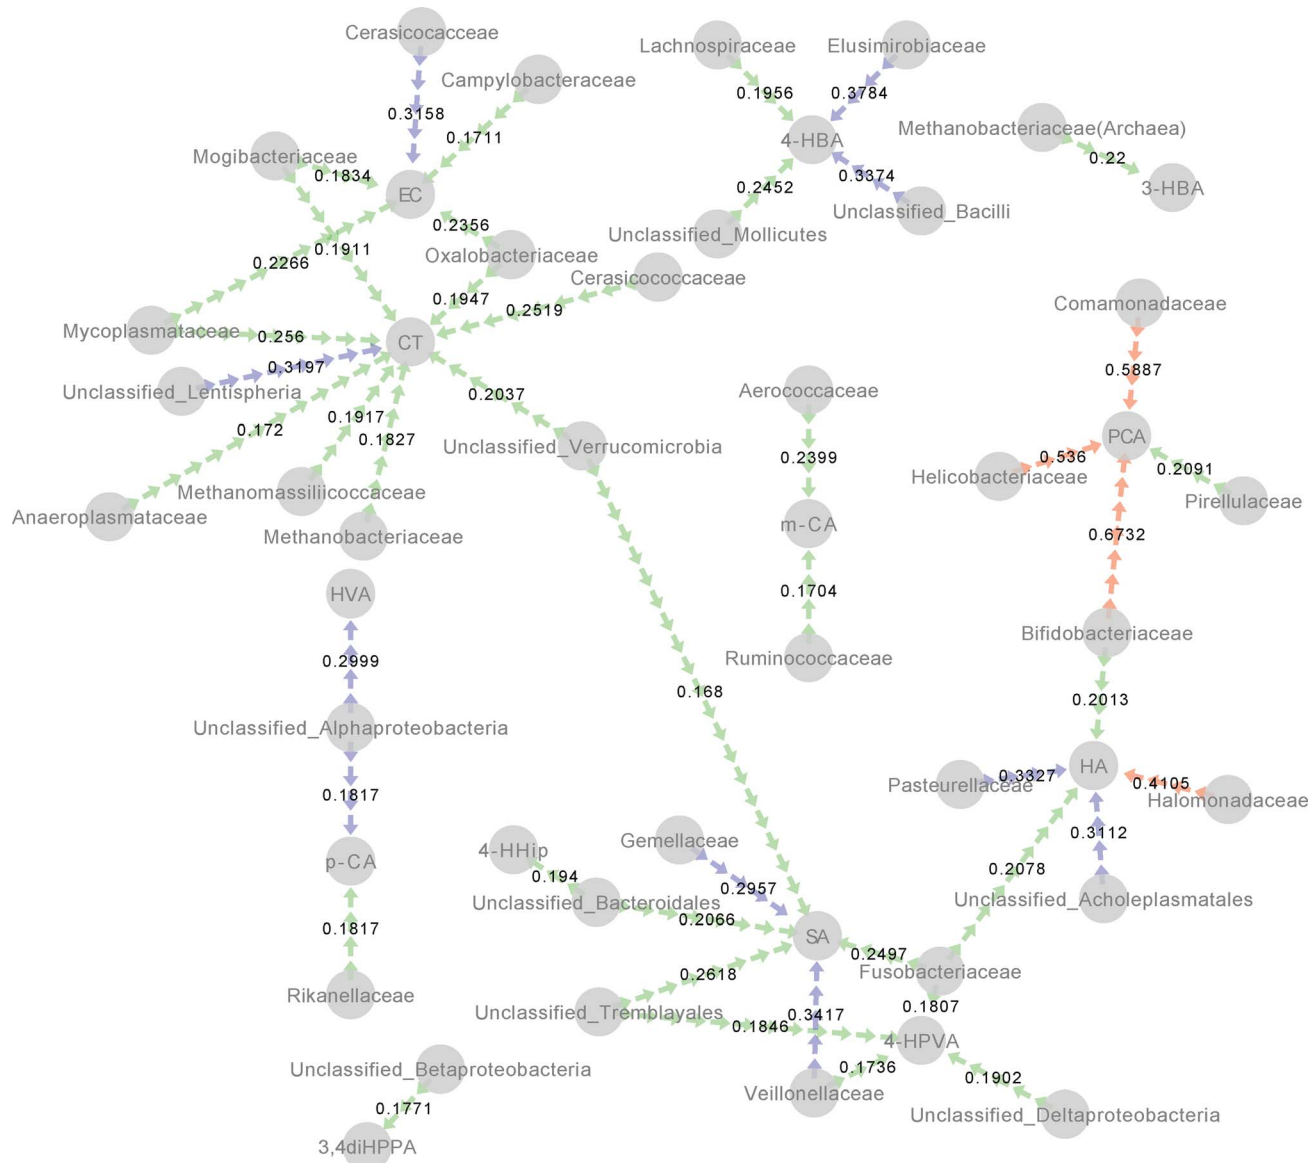 Cerasicocacceae
Lachnospiraceae
Elusimirobiaceae
Campylobacteraceae
0.1956
0.3784
0.3158
0.1711
Methanobacteriaceae(Archaea)
4-HBA
Mogibacteriaceae
0.22
0.1834
0.3374
0.2452
EC
3-HBA
Unclassified_Bacilli
0.2356
Unclassified_Mollicutes
0.1911
Oxalobacteriaceae
0.2266
Cerasicococcaceae
0.1947
0.2519
Comamonadaceae
Mycoplasmataceae
0.256
CT
0.3197
0.5887
Unclassified_Lentispheria
0.2037
Aerococcaceae
0.1917
0.172
0.1827
Unclassified_Verrucomicrobia
PCA
0.2399
0.536
0.2091
Helicobacteriaceae
Methanomassiliicoccaceae
Pirellulaceae
Anaeroplasmataceae
m-CA
Methanobacteriaceae
0.6732
HVA
0.1704
Bifidobacteriaceae
Ruminococcaceae
0.2999
0.168
0.2013
Unclassified_Alphaproteobacteria
HA
0.3327
Pasteurellaceae
0.4105
0.1817
Halomonadaceae
0.3112
Gemellaceae
4-HHip
p-CA
0.2078
0.194
0.2957
Unclassified_Acholeplasmatales
Unclassified_Bacteroidales
0.2066
0.1817
SA
0.2497
0.2618
Fusobacteriaceae
Rikanellaceae
0.1807
Unclassified_Tremblayales
0.3417
0.1846
4-HPVA
Unclassified_Betaproteobacteria
0.1736
0.1902
Veillonellaceae
0.1771
Unclassified_Deltaproteobacteria
3,4diHPPA